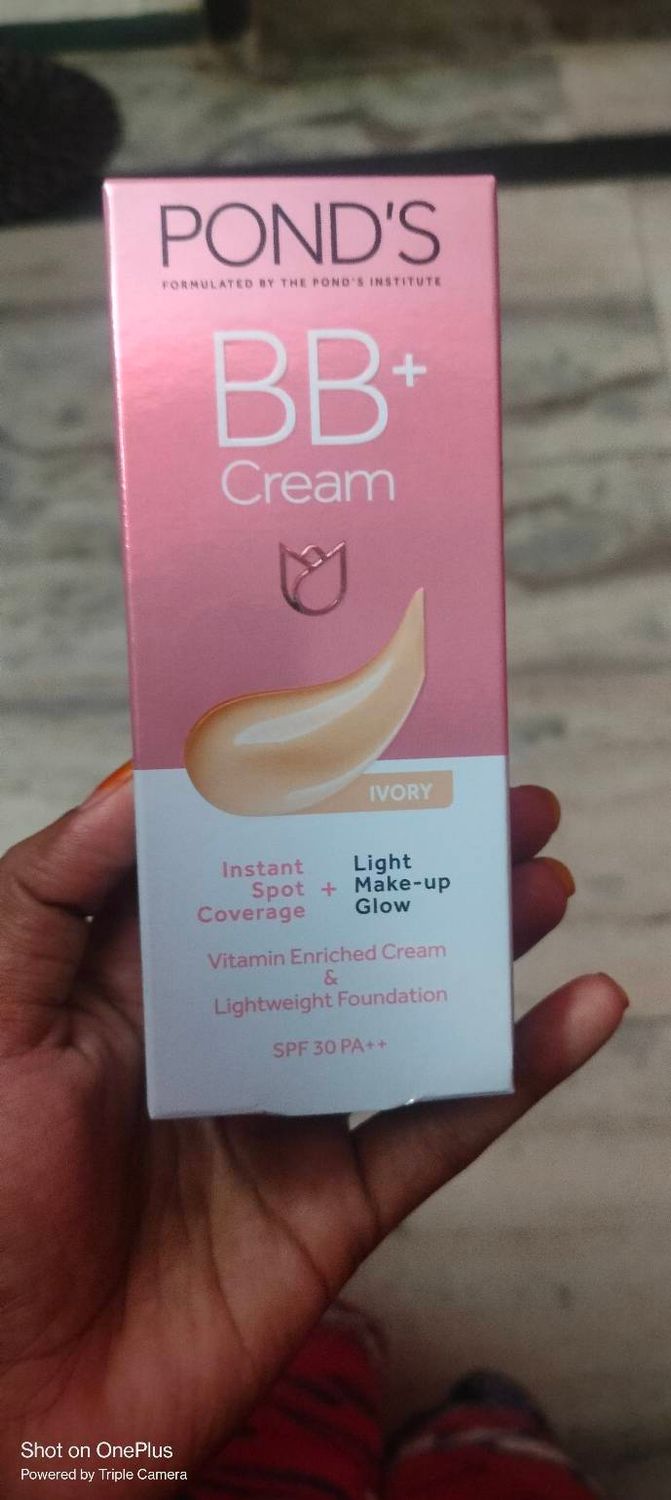 POND'S
FORMULATED BY THE POND'S INSTITUTE
BB+
Cream
IVORY
Instant
Spot
Coverage
+
Light
Make-up
Glow
Vitamin Enriched Cream
&
Lightweight Foundation
SPF 30 PA++
Shot on OnePlus
Powered by Triple Camera